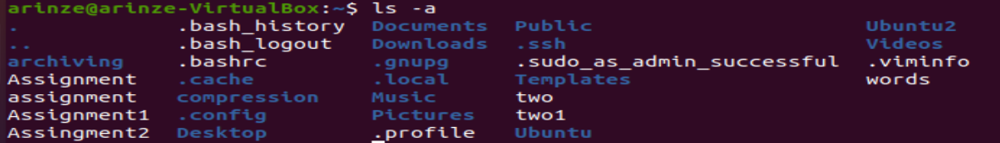 arinze@arinze-VirtualBox:~$ ls -a
. .bash_history Documents Public Ubuntu2
.. .bash_logout Downloads .ssh Videos
archiving .bashrc .gnupg .sudo_as_admin_successful .viminfo
Assignment .cache .local Templates words
assignment compression Music two
Assignment1 .config Pictures two1
Assingment2 Desktop .profile Ubuntu